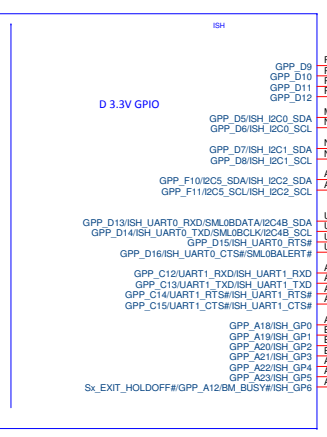 ISH
GPP_D9
GPP_D10
GPP_D11
GPP_D12
D 3.3V GPIO
GPP_D5/ISH_I2C0_SDA
GPP_D6/ISH_I2C0_SCL
GPP_D7/ISH_I2C1_SDA
GPP_D8/ISH_I2C1_SCL
GPP_F10/I2C5_SDA/ISH_I2C2_SDA
GPP_F11/I2C5_SCL/ISH_I2C2_SCL
GPP_D13/ISH_UART0_RXD/SML0BDATA/I2C4B_SDA
GPP_D14/ISH_UART0_TXD/SML0BCLK/I2C4B_SCL
GPP_D15/ISH_UART0_RTS#
GPP_D16/ISH_UART0_CTS#/SML0BALERT#
GPP_C12/UART1_RXD/ISH_UART1_RXD
GPP_C13/UART1_TXD/ISH_UART1_TXD
GPP_C14/UART1_RTS#/ISH_UART1_RTS#
GPP_C15/UART1_CTS#/ISH_UART1_CTS#
GPP_A18/ISH_GP0
GPP_A19/ISH_GP1
GPP_A20/ISH_GP2
GPP_A21/ISH_GP3
GPP_A22/ISH_GP4
GPP_A23/ISH_GP5
Sx_EXIT_HOLDOFF#/GPP_A12/BM_BUSY#/ISH_GP6